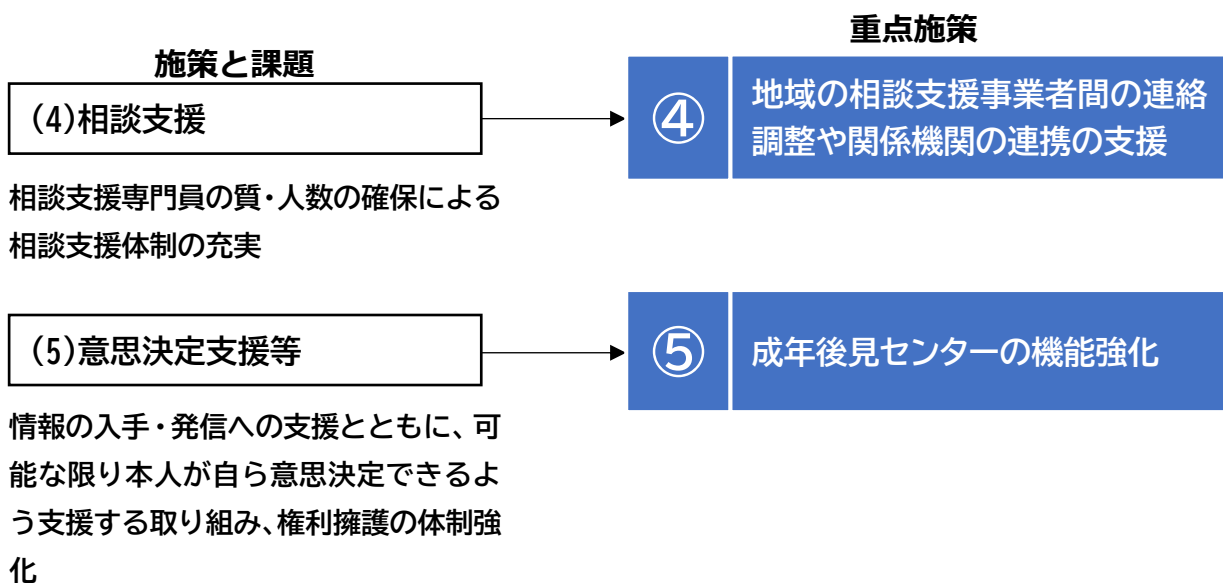 施策と課題
重点施策
(4)相談支援
④
地域の相談支援事業者間の連絡
調整や関係機関の連携の支援
相談支援専門員の質・人数の確保による
相談支援体制の充実
(5)意思決定支援等
⑤
成年後見センターの機能強化
情報の入手・発信への支援とともに、可
能な限り本人が自ら意思決定できるよ
う支援する取り組み、権利擁護の体制強
化